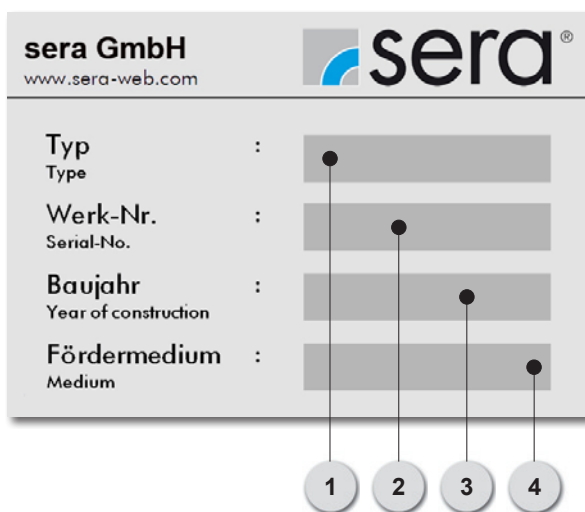 sera GmbH
www.sera-web.com
sera®
Typ :
Type
Werk-Nr. :
Serial-No.
Baujahr :
Year of construction
Fördermedium :
Medium
1 2 3 4